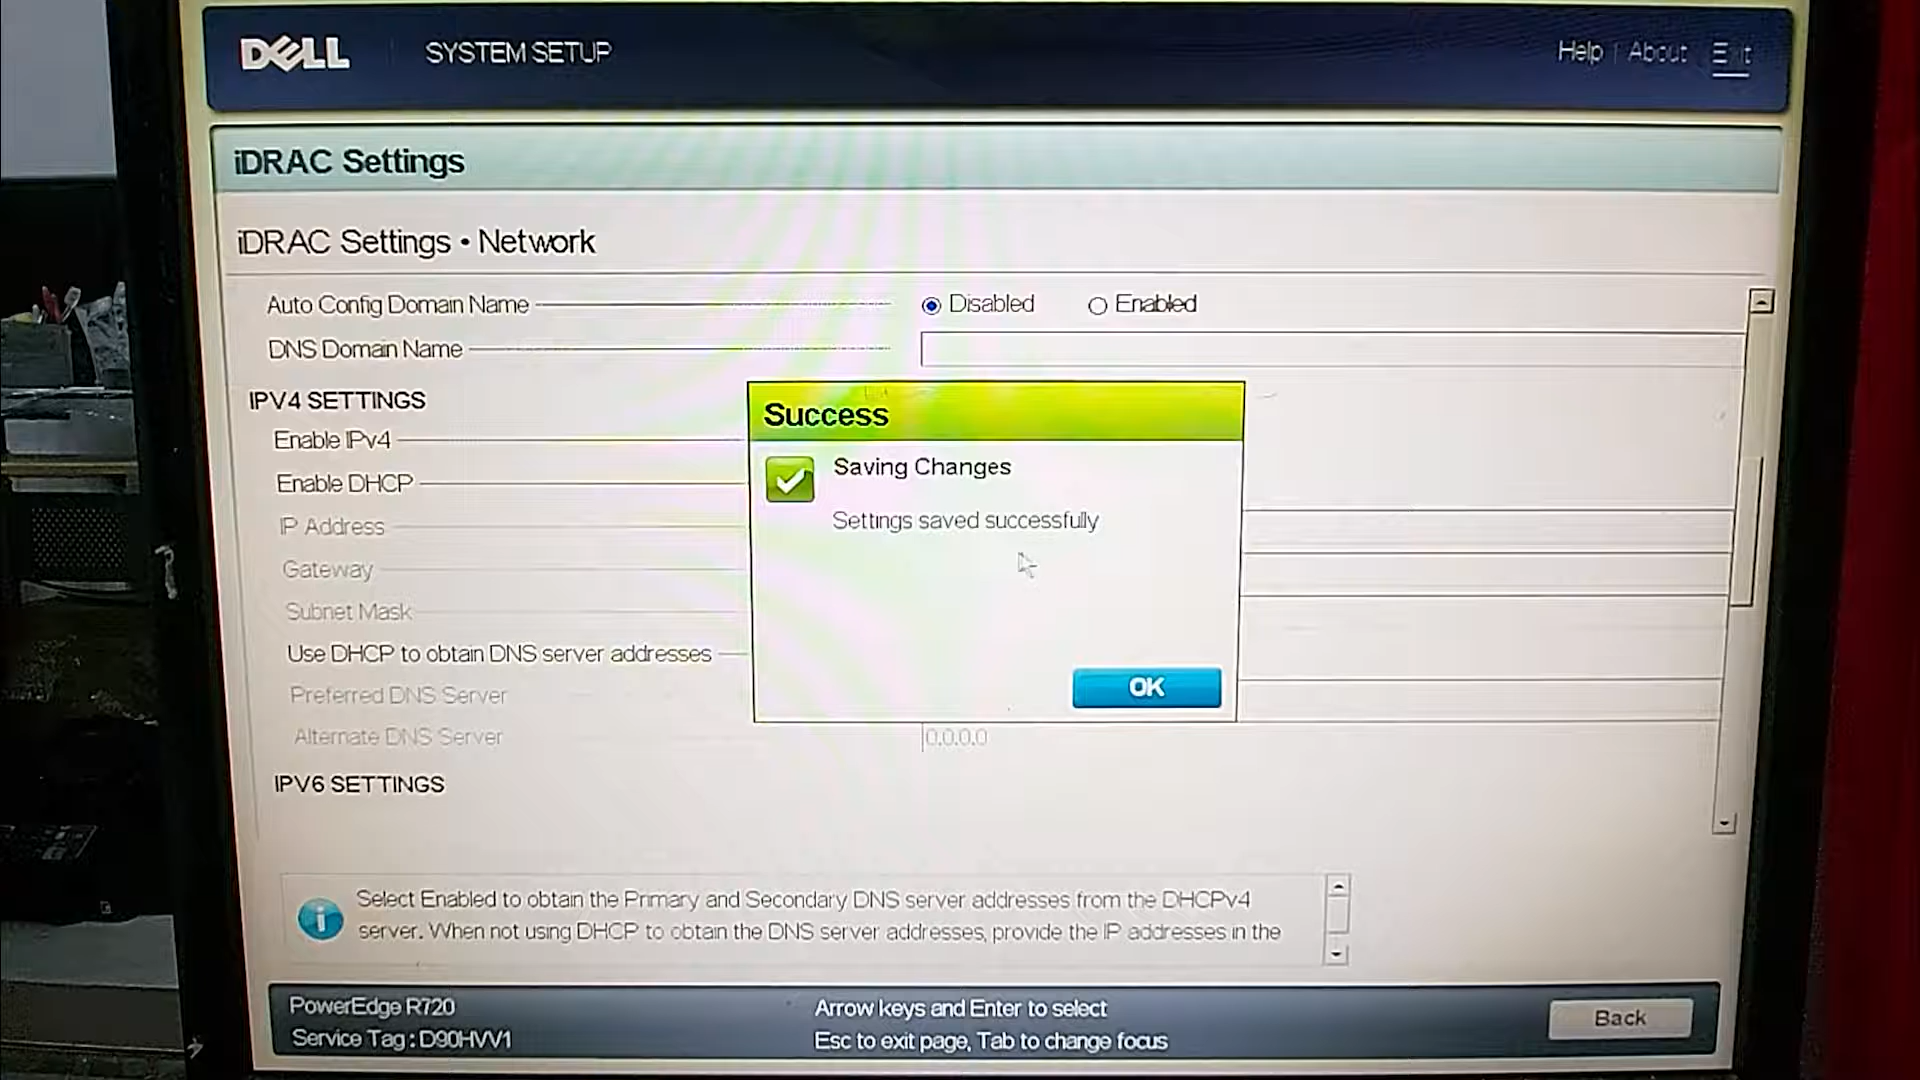 DELL SYSTEM SETUP Help | About Exit
iDRAC Settings
iDRAC Settings • Network
Auto Config Domain Name Disabled Enabled
DNS Domain Name
IPV4 SETTINGS
Enable IPv4
Enable DHCP
IP Address
Gateway
Subnet Mask
Use DHCP to obtain DNS server addresses
Preferred DNS Server
Alternate DNS Server 0.0.0.0
IPV6 SETTINGS
Success
Saving Changes
Settings saved successfully
OK
Select Enabled to obtain the Primary and Secondary DNS server addresses from the DHCPv4
server. When not using DHCP to obtain the DNS server addresses, provide the IP addresses in the
PowerEdge R720 Arrow keys and Enter to select
Service Tag : D90HVV1 Esc to exit page, Tab to change focus
Back